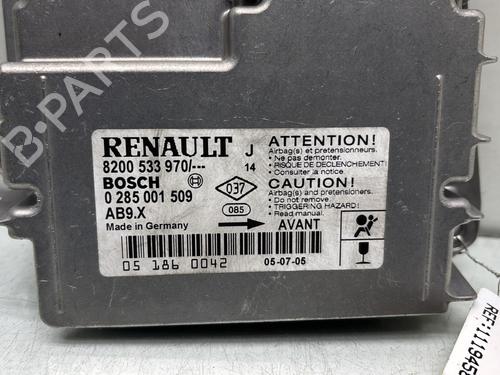 B-PARTS
RENAULT J
8200 533 970/--- 14
BOSCH 037
0 285 001 509
AB9.X 085
Made in Germany AVANT
05 186 0042 05-07-05
ATTENTION!
Airbag(s) et pretensionneurs.
• Ne pas demonter.
• RISQUE DE DECLENCHEMENT!
• Consulter la notice.
CAUTION!
Airbag(s) and pretensioners.
• Do not remove.
• TRIGGERING HAZARD!
• Read manual